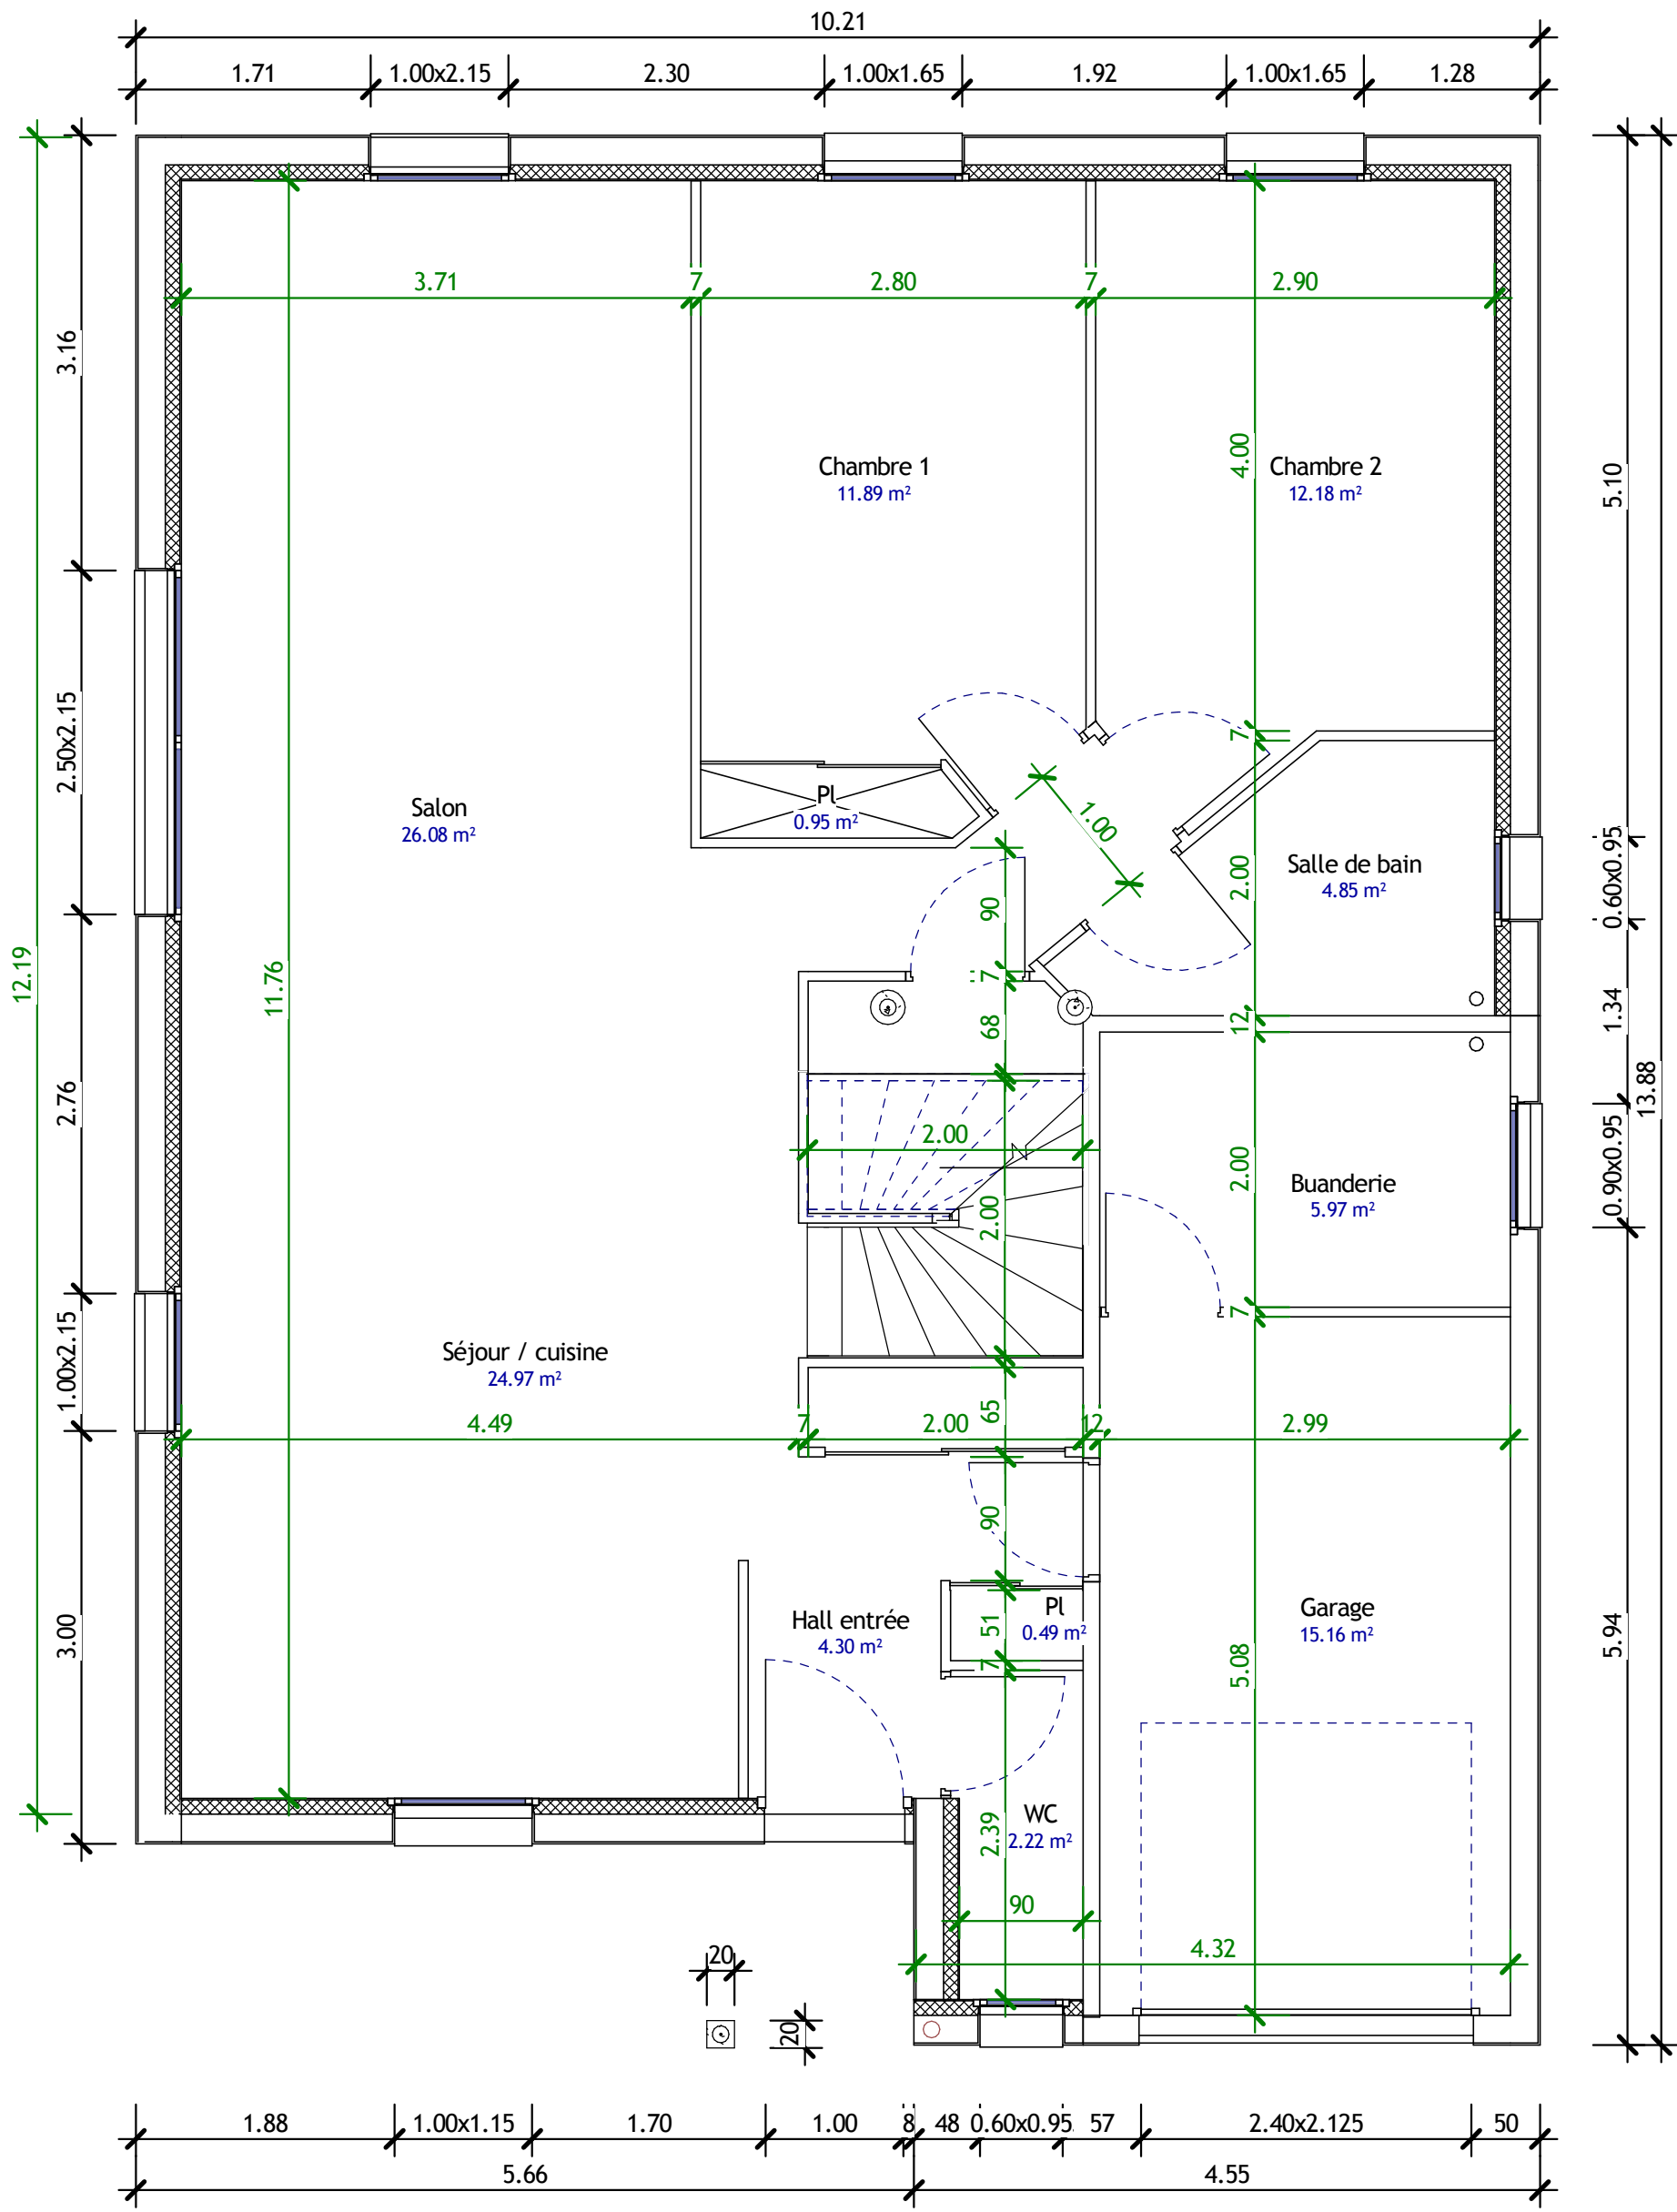 10.21
1.71 1.00x2.15 2.30 1.00x1.65 1.92 1.00x1.65 1.28
3.71 7 2.80 7 2.90
3.16
4.00
5.10
Chambre 1
11.89 m²
Chambre 2
12.18 m²
2.50x2.15
7
Salon
26.08 m²
Pl
0.95 m²
1.00
Salle de bain
4.85 m²
2.00
0.60x0.95
90
12.19
11.76
7
68
12
1.34
13.88
2.76
2.00
2.00
2.00
Buanderie
5.97 m²
0.90x0.95
7
1.00x2.15
Séjour / cuisine
24.97 m²
4.49 7 2.00 65 12 2.99
90
3.00
Hall entrée
4.30 m²
51
Pl
0.49 m²
7
Garage
15.16 m²
5.08
5.94
2.39
WC
2.22 m²
90
4.32
20
20
1.88 1.00x1.15 1.70 1.00 8 48 0.60x0.95 57 2.40x2.125 50
5.66 4.55